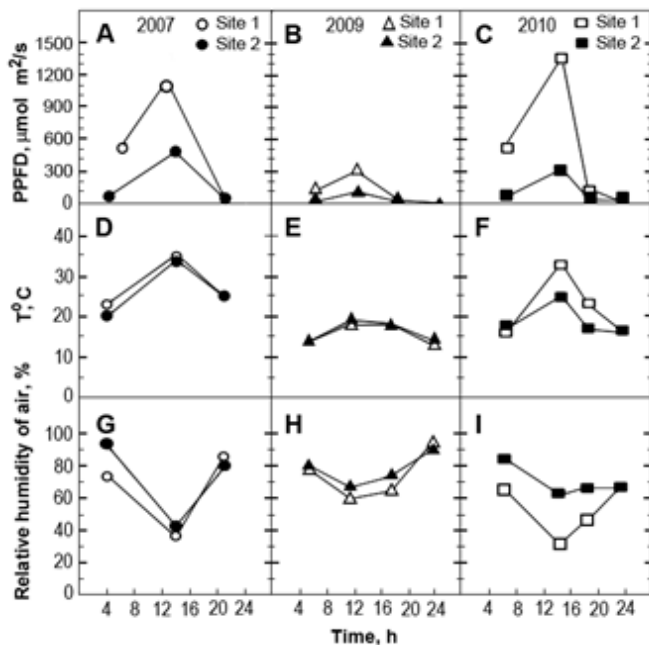 A 2007 Site 1 Site 2
B 2009 Site 1 Site 2
C 2010 Site 1 Site 2
PPFD, μmol m²/s
1500
1200
900
600
300
0
D E F
T⁰, C
40
30
20
10
0
G H I
Relative humidity of air, %
100
80
60
40
20
0
4 8 12 16 20 24 4 8 12 16 20 24 4 8 12 16 20 24
Time, h